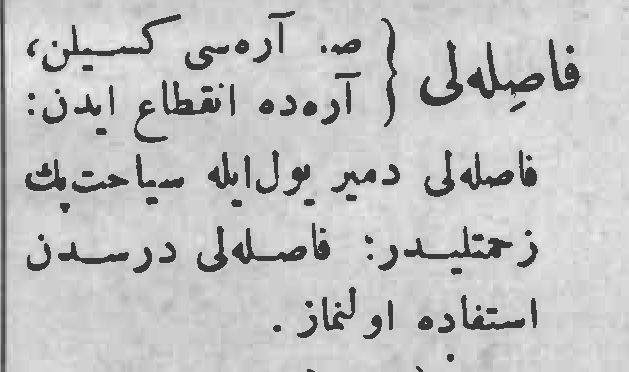 فاصِله‌لی { ص. آره‌سی کسیلن،
آره‌ده انقطاع ایدن:
فاصله‌لی دمیر یول‌ایله سیاحت‌پك
زحمتلیدر: فاصله‌لی درسدن
استفاده اولنماز.